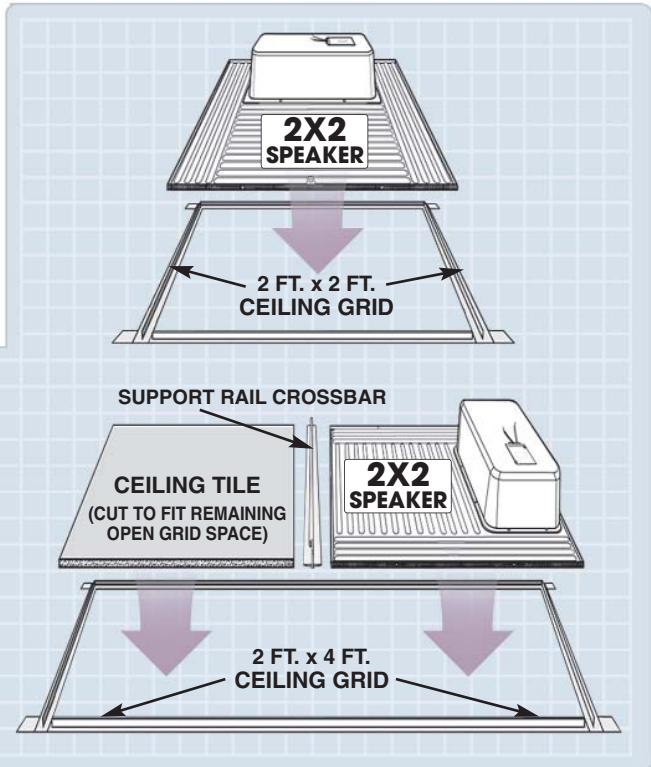 2X2
SPEAKER
2 FT. x 2 FT.
CEILING GRID
SUPPORT RAIL CROSSBAR
CEILING TILE
(CUT TO FIT REMAINING
OPEN GRID SPACE)
2X2
SPEAKER
2 FT. x 4 FT.
CEILING GRID